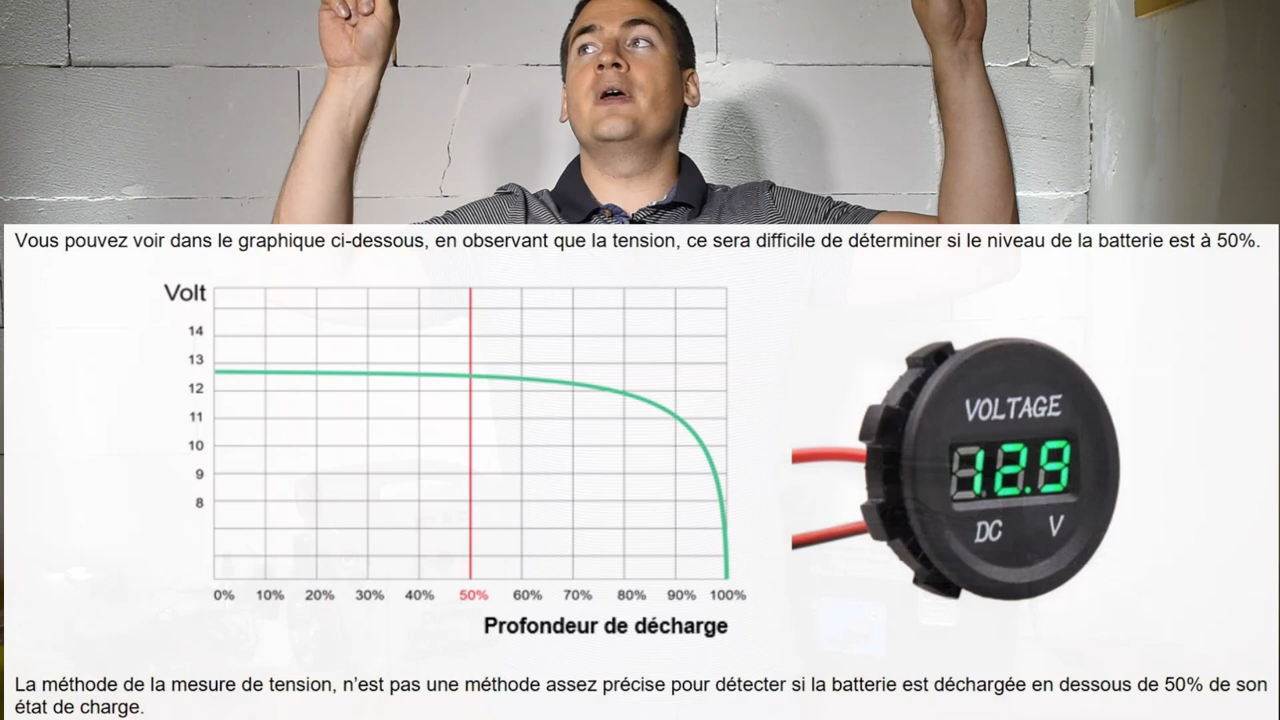 Vous pouvez voir dans le graphique ci-dessous, en observant que la tension, ce sera difficile de déterminer si le niveau de la batterie est à 50%.
Volt
14
13
12
11
10
9
8
0% 10% 20% 30% 40% 50% 60% 70% 80% 90% 100%
Profondeur de décharge
VOLTAGE
12.9
DC V
La méthode de la mesure de tension, n’est pas une méthode assez précise pour détecter si la batterie est déchargée en dessous de 50% de son
état de charge.